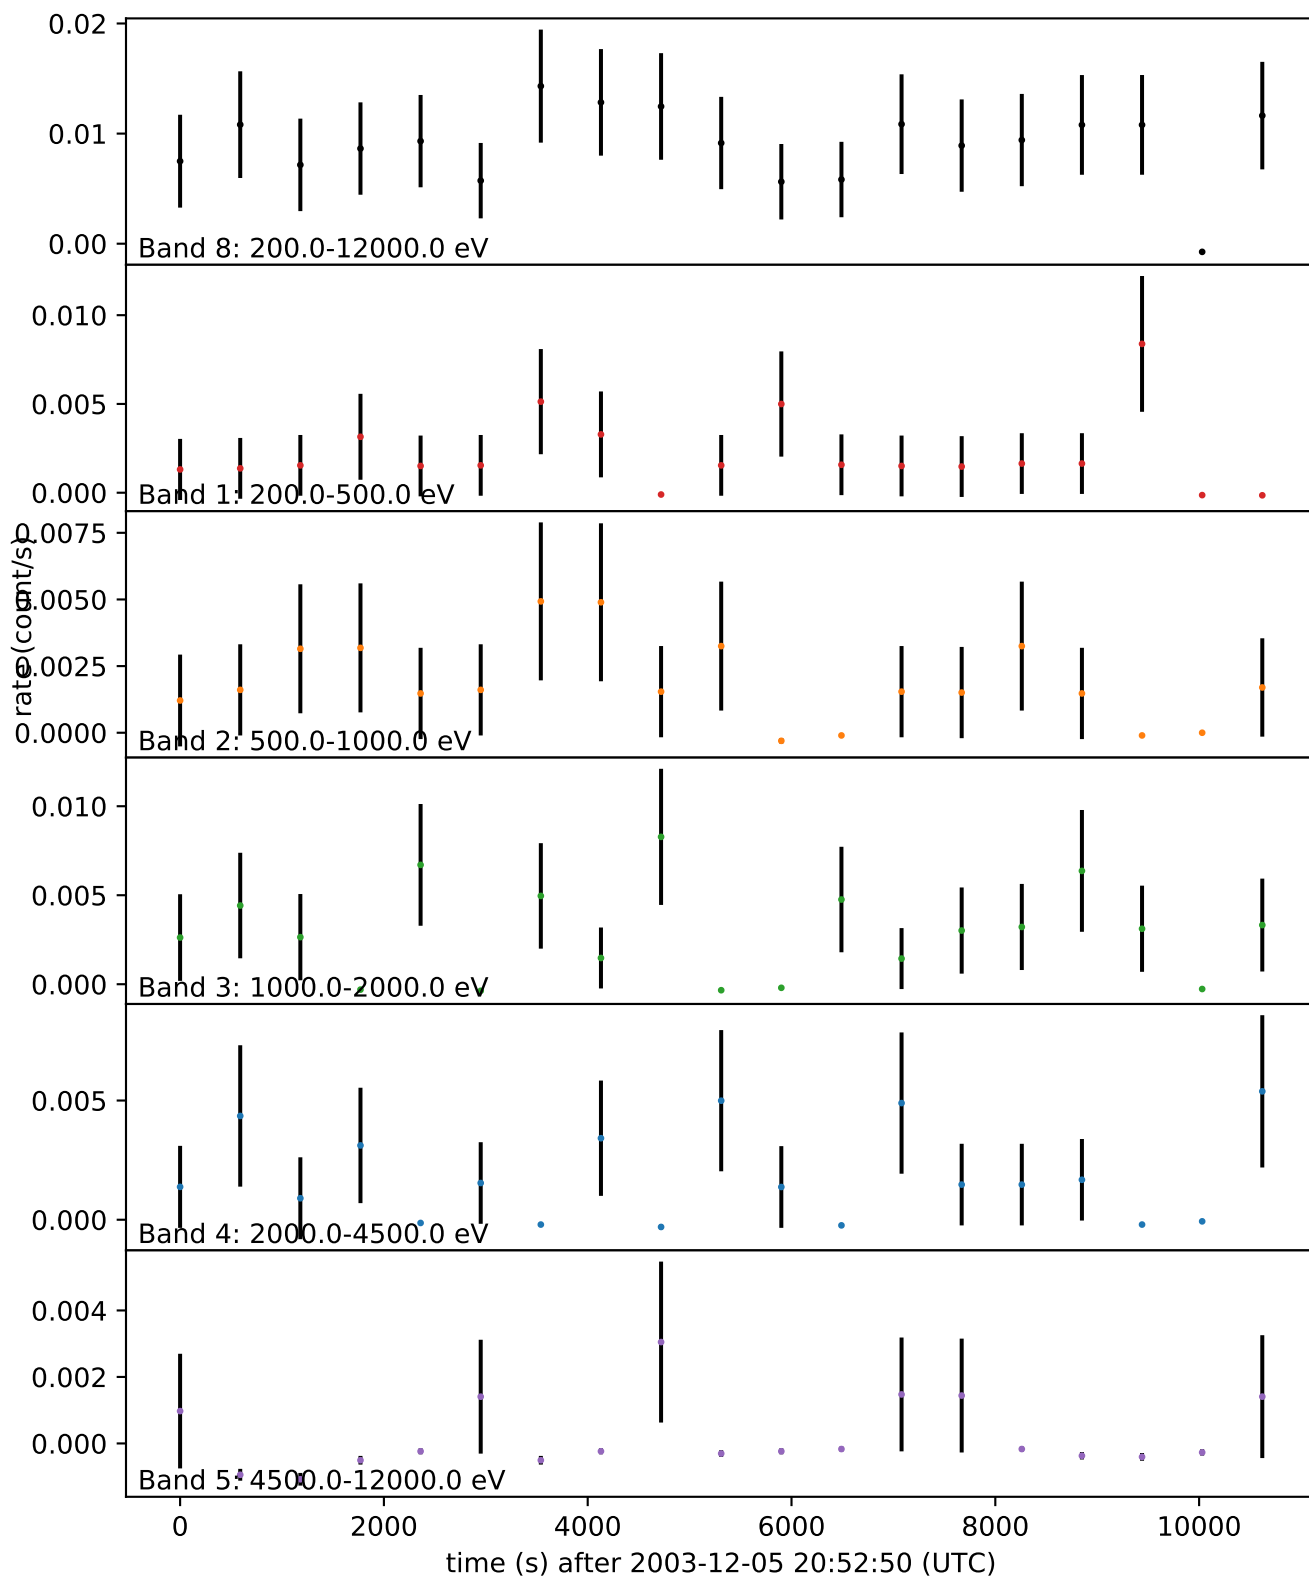 0.02
0.01
0.00
Band 8: 200.0-12000.0 eV
0.010
0.005
0.000
Band 1: 200.0-500.0 eV
rate (count/s)
0.0075
0.0050
0.0025
0.0000
Band 2: 500.0-1000.0 eV
0.010
0.005
0.000
Band 3: 1000.0-2000.0 eV
0.005
0.000
Band 4: 2000.0-4500.0 eV
0.004
0.002
0.000
Band 5: 4500.0-12000.0 eV
0 2000 4000 6000 8000 10000
time (s) after 2003-12-05 20:52:50 (UTC)